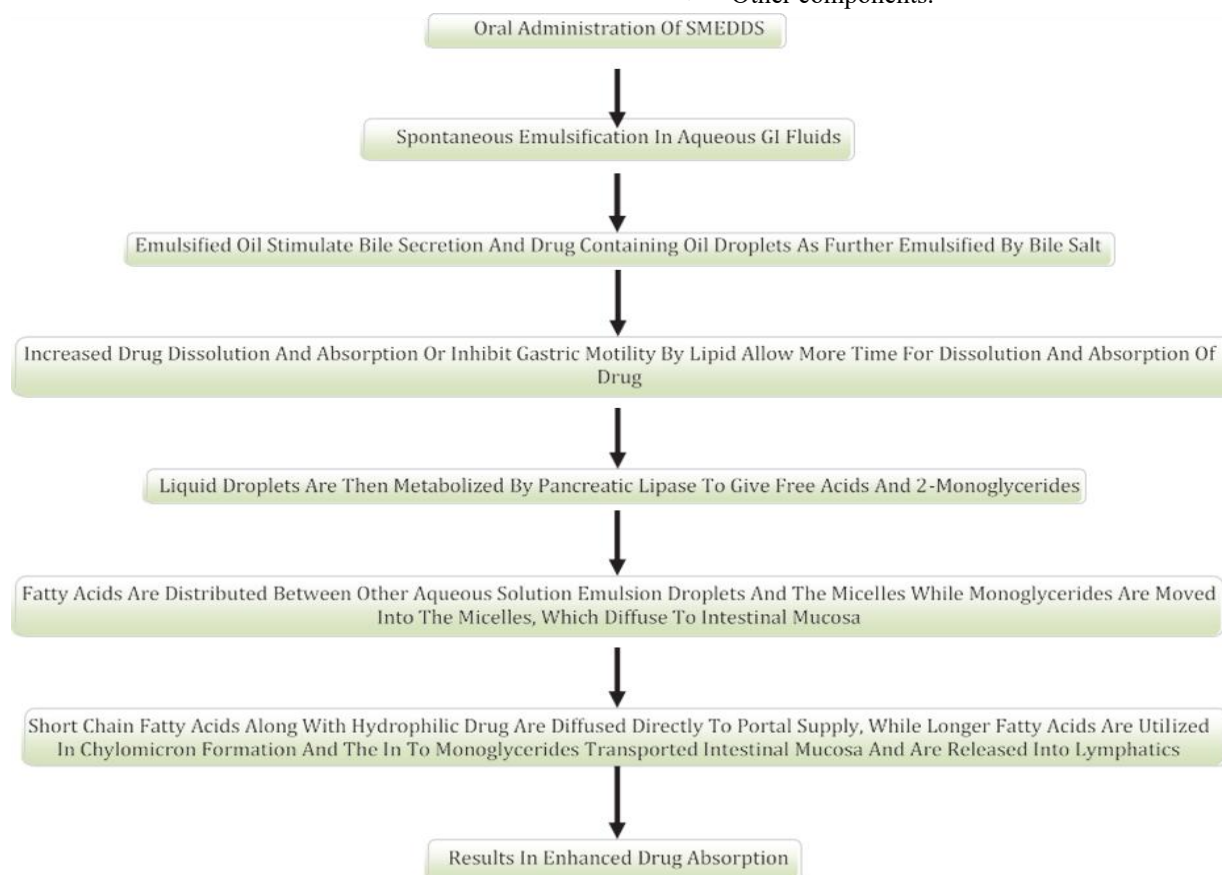 Other components.
Oral Administration Of SMEDDS
Spontaneous Emulsification In Aqueous GI Fluids
Emulsified Oil Stimulate Bile Secretion And Drug Containing Oil Droplets As Further Emulsified By Bile Salt
Increased Drug Dissolution And Absorption Or Inhibit Gastric Motility By Lipid Allow More Time For Dissolution And Absorption Of
Drug
Liquid Droplets Are Then Metabolized By Pancreatic Lipase To Give Free Acids And 2-Monoglycerides
Fatty Acids Are Distributed Between Other Aqueous Solution Emulsion Droplets And The Micelles While Monoglycerides Are Moved
Into The Micelles, Which Diffuse To Intestinal Mucosa
Short Chain Fatty Acids Along With Hydrophilic Drug Are Diffused Directly To Portal Supply, While Longer Fatty Acids Are Utilized
In Chylomicron Formation And The In To Monoglycerides Transported Intestinal Mucosa And Are Released Into Lymphatics
Results In Enhanced Drug Absorption